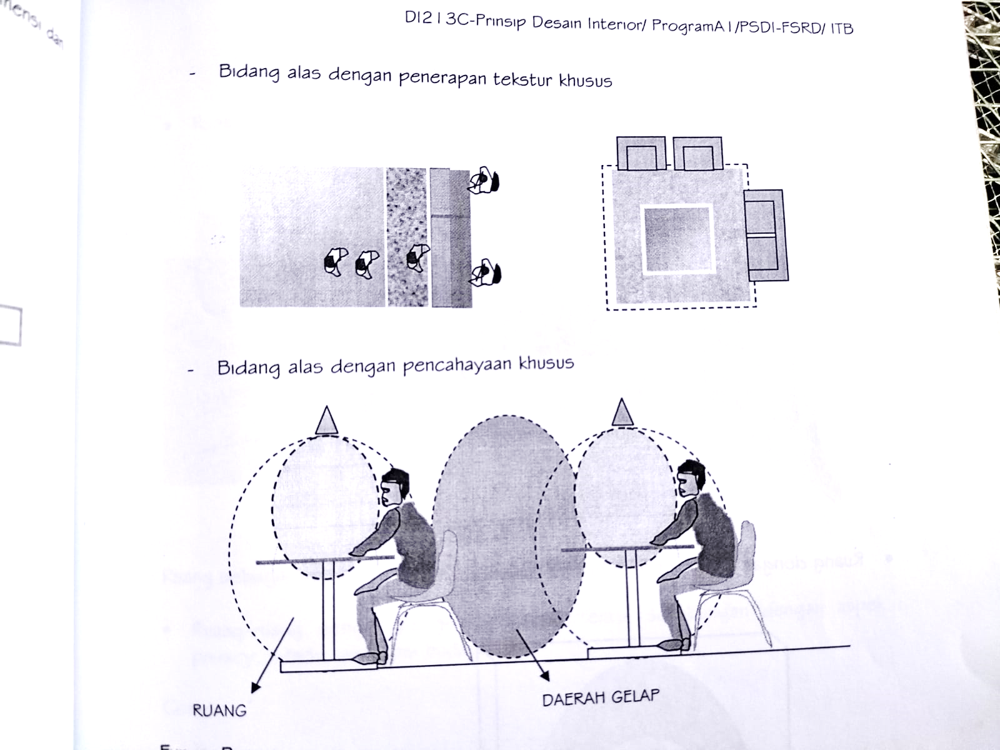 DI213C-Prinsip Desain Interior/ ProgramA1/PSDI-FSRD/ ITB
- Bidang alas dengan penerapan tekstur khusus
- Bidang alas dengan pencahayaan khusus
RUANG
DAERAH GELAP